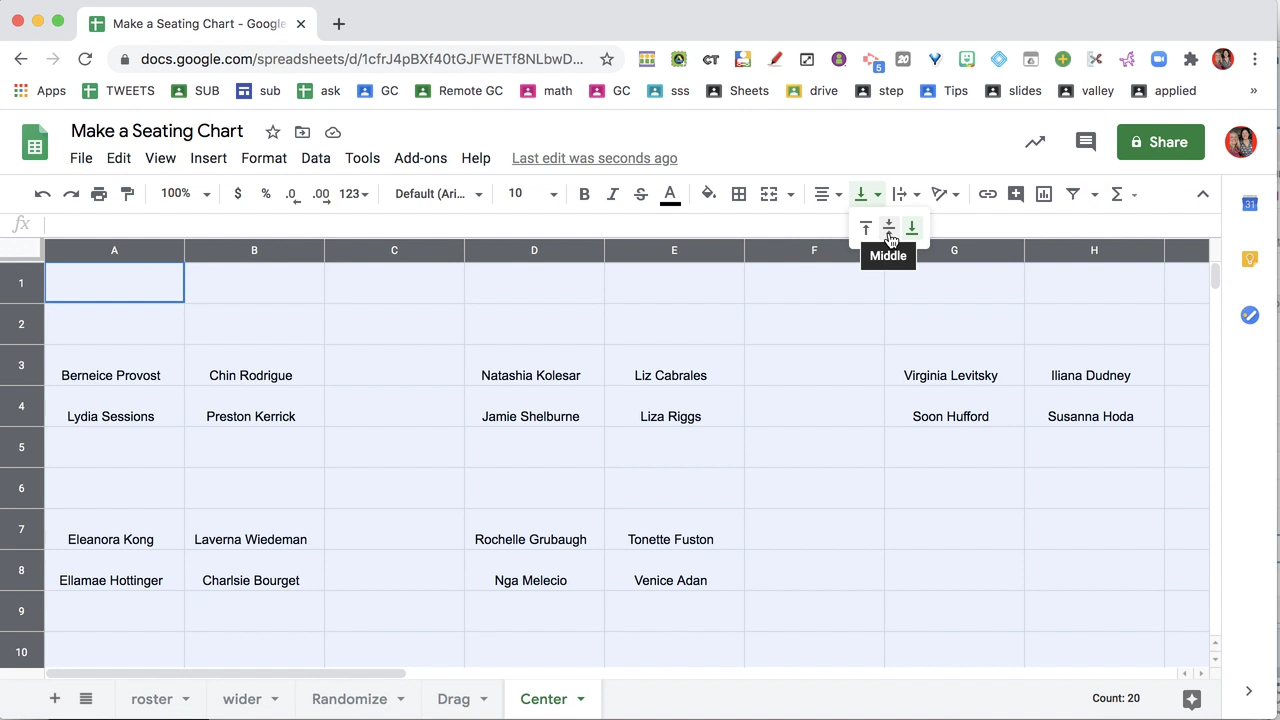 Make a Seating Chart - Google
docs.google.com/spreadsheets/d/1cfrJ4pBXf40tGJFWETf8NLbwD...
CT
5
20
Apps TWEETS SUB sub ask GC Remote GC math GC sss Sheets drive step Tips slides valley applied »
Make a Seating Chart
Share
File Edit View Insert Format Data Tools Add-ons Help Last edit was seconds ago
100% $ % .0 .00 123 Default (Ari... 10 B I S A Σ
31
fx
Middle
A B C D E F G H
1
2
3 Berneice Provost Chin Rodrigue Natashia Kolesar Liz Cabrales Virginia Levitsky Iliana Dudney
4 Lydia Sessions Preston Kerrick Jamie Shelburne Liza Riggs Soon Hufford Susanna Hoda
5
6
7 Eleanora Kong Laverna Wiedeman Rochelle Grubaugh Tonette Fuston
8 Ellamae Hottinger Charlsie Bourget Nga Melecio Venice Adan
9
10
roster wider Randomize Drag Center Count: 20